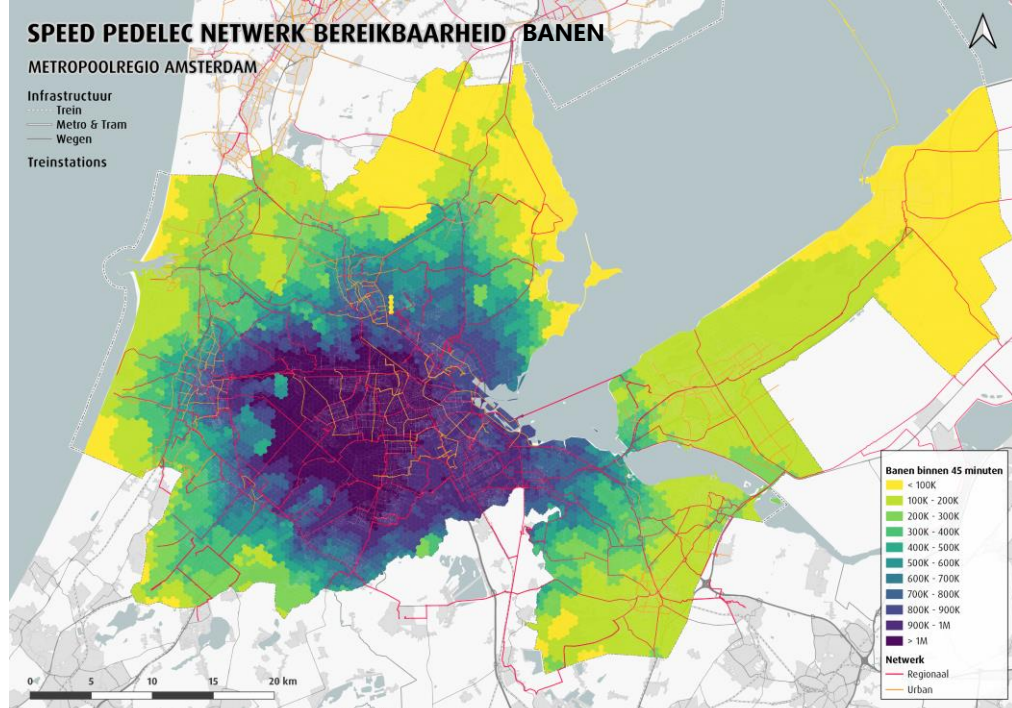 SPEED PEDELEC NETWERK BEREIKBAARHEID BANEN
METROPOOLREGIO AMSTERDAM
Infrastructuur
Trein
Metro & Tram
Wegen
Treinstations
Banen binnen 45 minuten
< 100K
100K - 200K
200K - 300K
300K - 400K
400K - 500K
500K - 600K
600K - 700K
700K - 800K
800K - 900K
900K - 1M
> 1M
Netwerk
Regionaal
Urban
0 5 10 15 20 km